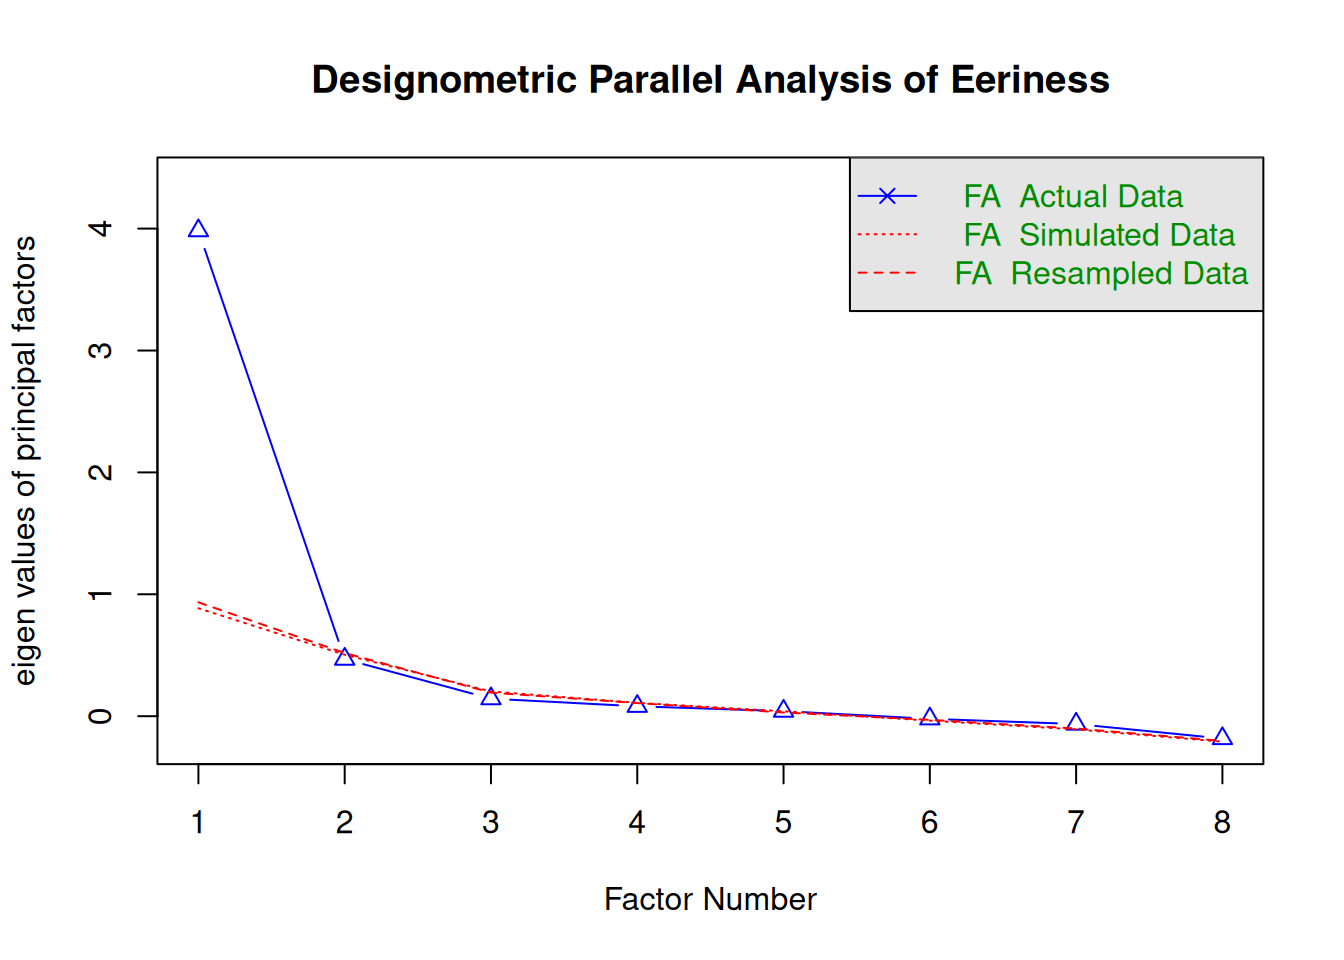 Designometric Parallel Analysis of Eeriness
FA Actual Data
FA Simulated Data
FA Resampled Data
eigen values of principal factors
4
3
2
1
0
1 2 3 4 5 6 7 8
Factor Number